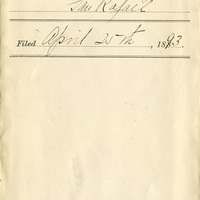 San Rafael
Filed April 25th, 1893.